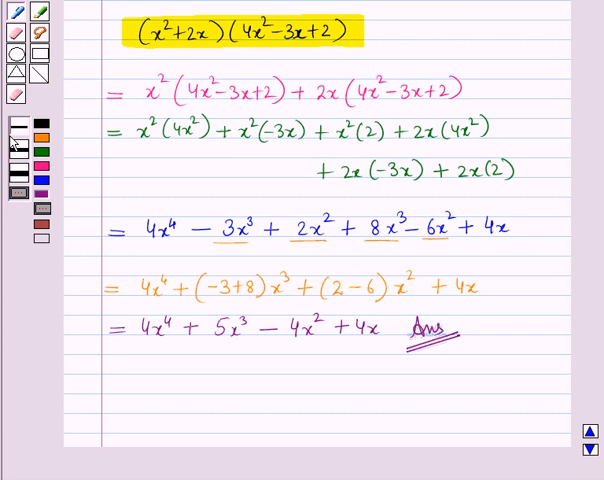 (x²+2x)(4x²−3x+2)
= x²(4x²−3x+2) + 2x(4x²−3x+2)
= x²(4x²) + x²(−3x) + x²(2) + 2x(4x²)
+ 2x(−3x) + 2x(2)
= 4x⁴ − 3x³ + 2x² + 8x³ − 6x² + 4x
= 4x⁴ + (−3+8)x³ + (2−6)x² + 4x
= 4x⁴ + 5x³ − 4x² + 4x Ans